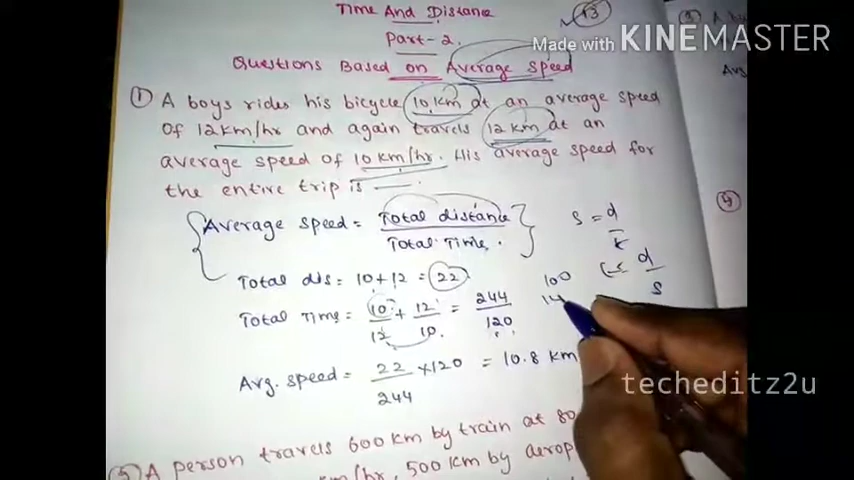 Time And Distance
13
Part-2.
Made with KINEMASTER
Questions Based on Average Speed
① A boys rides his bicycle 10 km at an average speed
of 12 km/hr and again travels 12 km at an
average speed of 10 km/hr. His average speed for
the entire trip is —.
Average speed = Total distance / Total Time.
s = d
Total dis = 10 + 12 = 22
d / s
100
14
Total Time = 10/12 + 12/10 = 244/120
Avg. speed = 22/244 × 120 = 10.8 km
techeditz2u
A person travels 600 km by train at 80
km/hr, 500 km by aerop